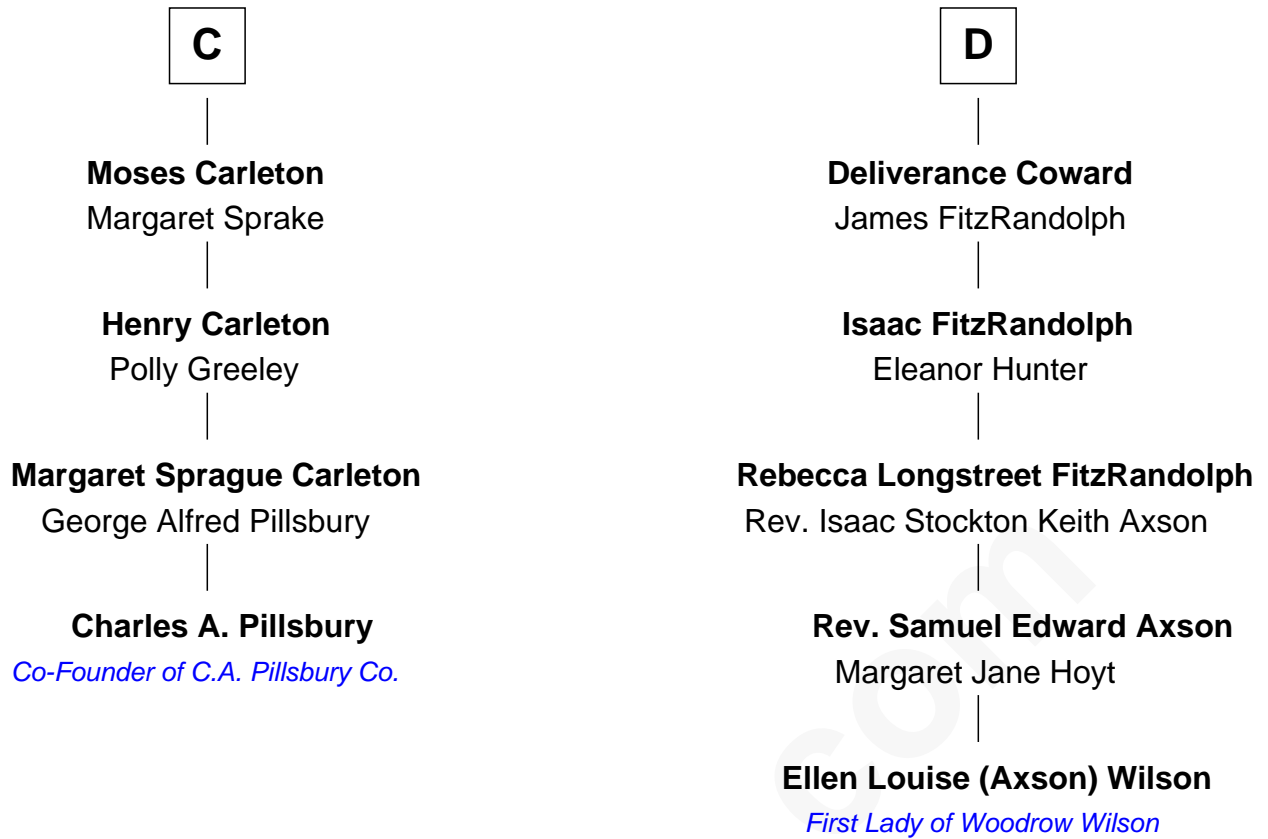 C
Moses Carleton
Margaret Sprake
Henry Carleton
Polly Greeley
Margaret Sprague Carleton
George Alfred Pillsbury
Charles A. Pillsbury
Co-Founder of C.A. Pillsbury Co.
D
Deliverance Coward
James FitzRandolph
Isaac FitzRandolph
Eleanor Hunter
Rebecca Longstreet FitzRandolph
Rev. Isaac Stockton Keith Axson
Rev. Samuel Edward Axson
Margaret Jane Hoyt
Ellen Louise (Axson) Wilson
First Lady of Woodrow Wilson
com